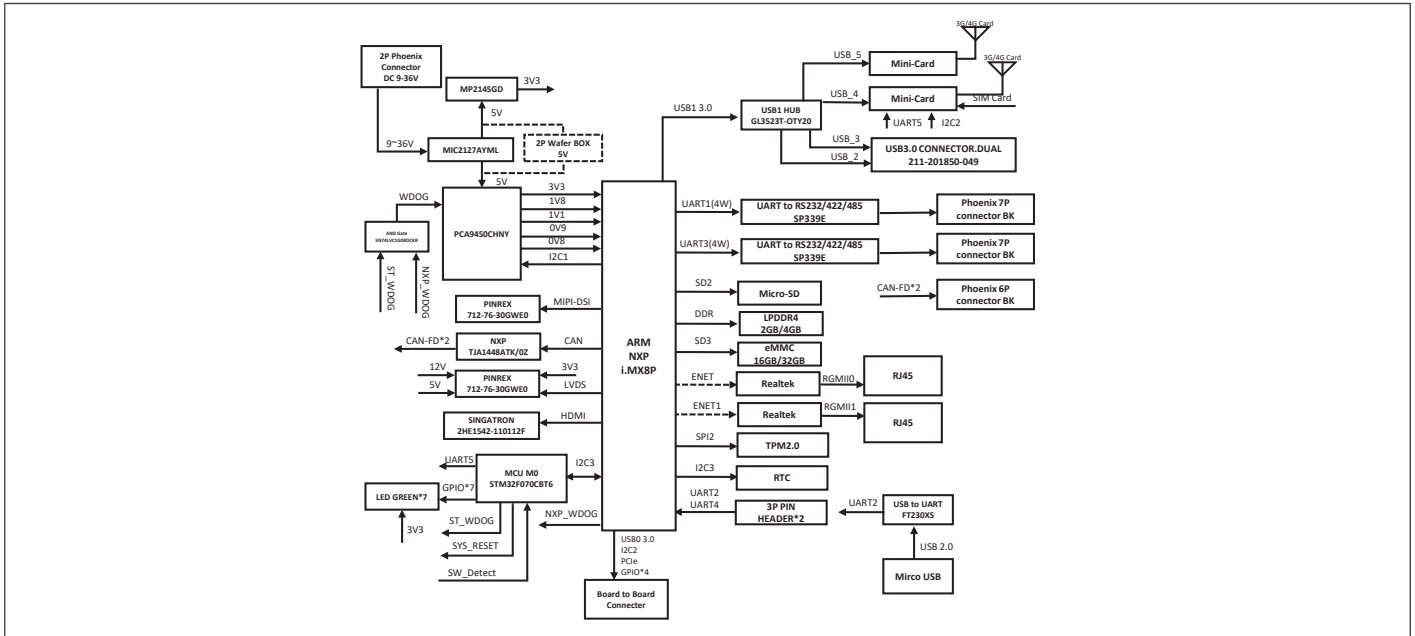 3G/4G Card
3G/4G Card
2P Phoenix
Connector
DC 9-36V
MP2145GD
3V3
5V
9~36V
MIC2127AYML
2P Wafer BOX
5V
5V
WDOG
PCA9450CHNY
AND Gate
ST_WDOG
NXP_WDOG
3V3
1V8
1V1
0V9
0V8
I2C1
PINREX
712-76-30GWE0
MIPI-DSI
CAN-FD*2
NXP
TJA1448ATK/0Z
CAN
12V
5V
PINREX
712-76-30GWE0
3V3
LVDS
SINGATRON
2HE1542-110112F
HDMI
UART5
MCU M0
STM32F070CBT6
I2C3
LED GREEN*7
GPIO*7
3V3
ST_WDOG
SYS_RESET
SW_Detect
NXP_WDOG
ARM
NXP
i.MX8P
USB0 3.0
I2C2
PCIe
GPIO*4
Board to Board
Connecter
USB1 3.0
USB1 HUB
GL3523T-OTY20
USB_5
Mini-Card
USB_4
Mini-Card
SIM Card
UART5
I2C2
USB_3
USB_2
USB3.0 CONNECTOR.DUAL
211-201850-049
UART1(4W)
UART to RS232/422/485
SP339E
Phoenix 7P
connector BK
UART3(4W)
UART to RS232/422/485
SP339E
Phoenix 7P
connector BK
SD2
Micro-SD
CAN-FD*2
Phoenix 6P
connector BK
DDR
LPDDR4
2GB/4GB
SD3
eMMC
16GB/32GB
ENET
Realtek
RGMII0
RJ45
ENET1
Realtek
RGMII1
RJ45
SPI2
TPM2.0
I2C3
RTC
UART2
UART4
3P PIN
HEADER*2
UART2
USB to UART
FT230XS
USB 2.0
Mirco USB